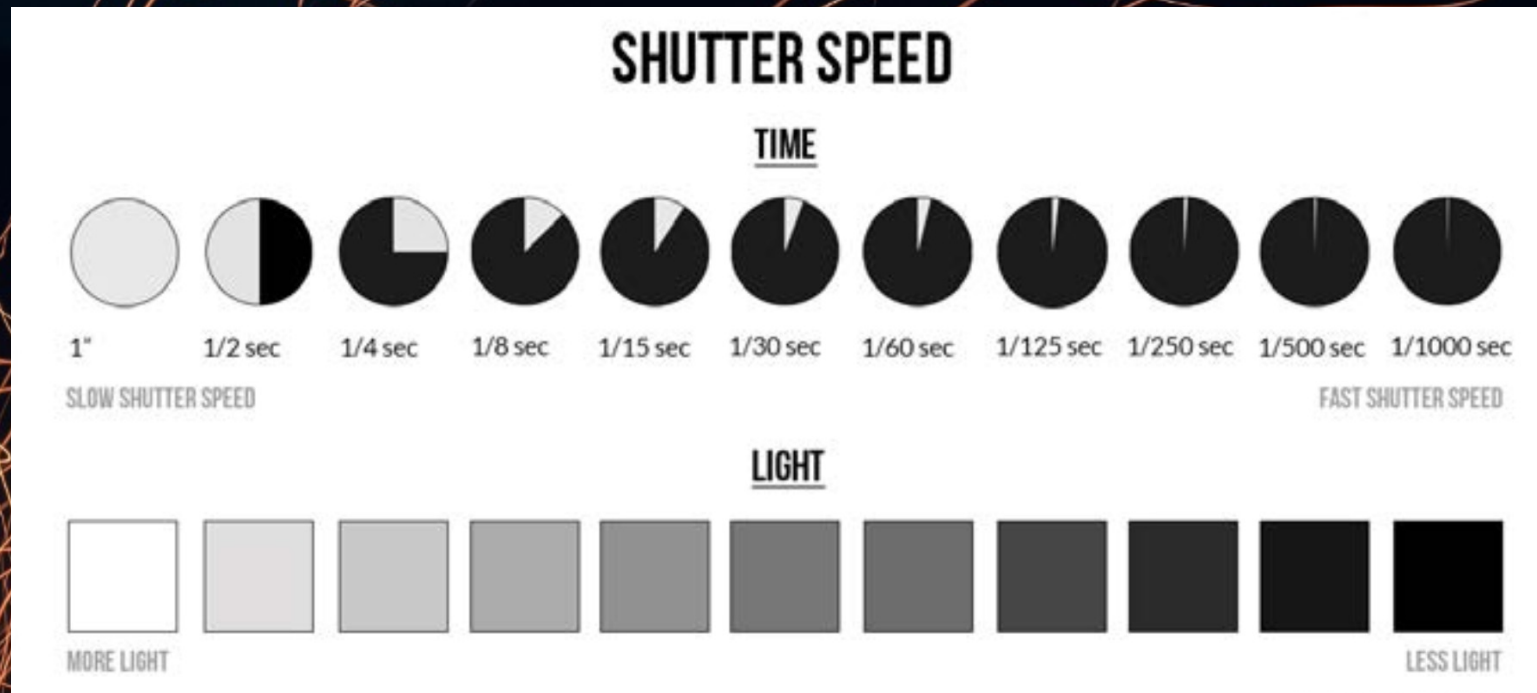 SHUTTER SPEED
TIME
1"
1/2 sec
1/4 sec
1/8 sec
1/15 sec
1/30 sec
1/60 sec
1/125 sec
1/250 sec
1/500 sec
1/1000 sec
SLOW SHUTTER SPEED
FAST SHUTTER SPEED
LIGHT
MORE LIGHT
LESS LIGHT